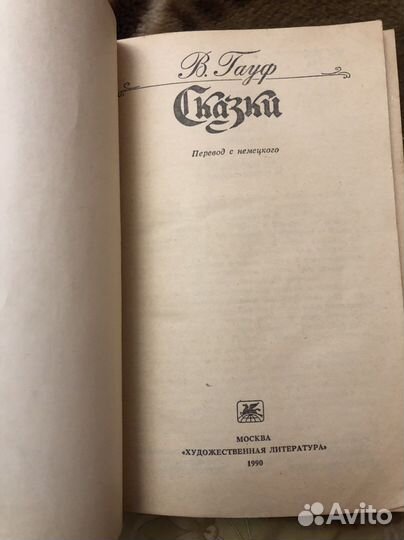 В. Гауф
Сказки
Перевод с немецкого
МОСКВА
«ХУДОЖЕСТВЕННАЯ ЛИТЕРАТУРА»
1990
Avito